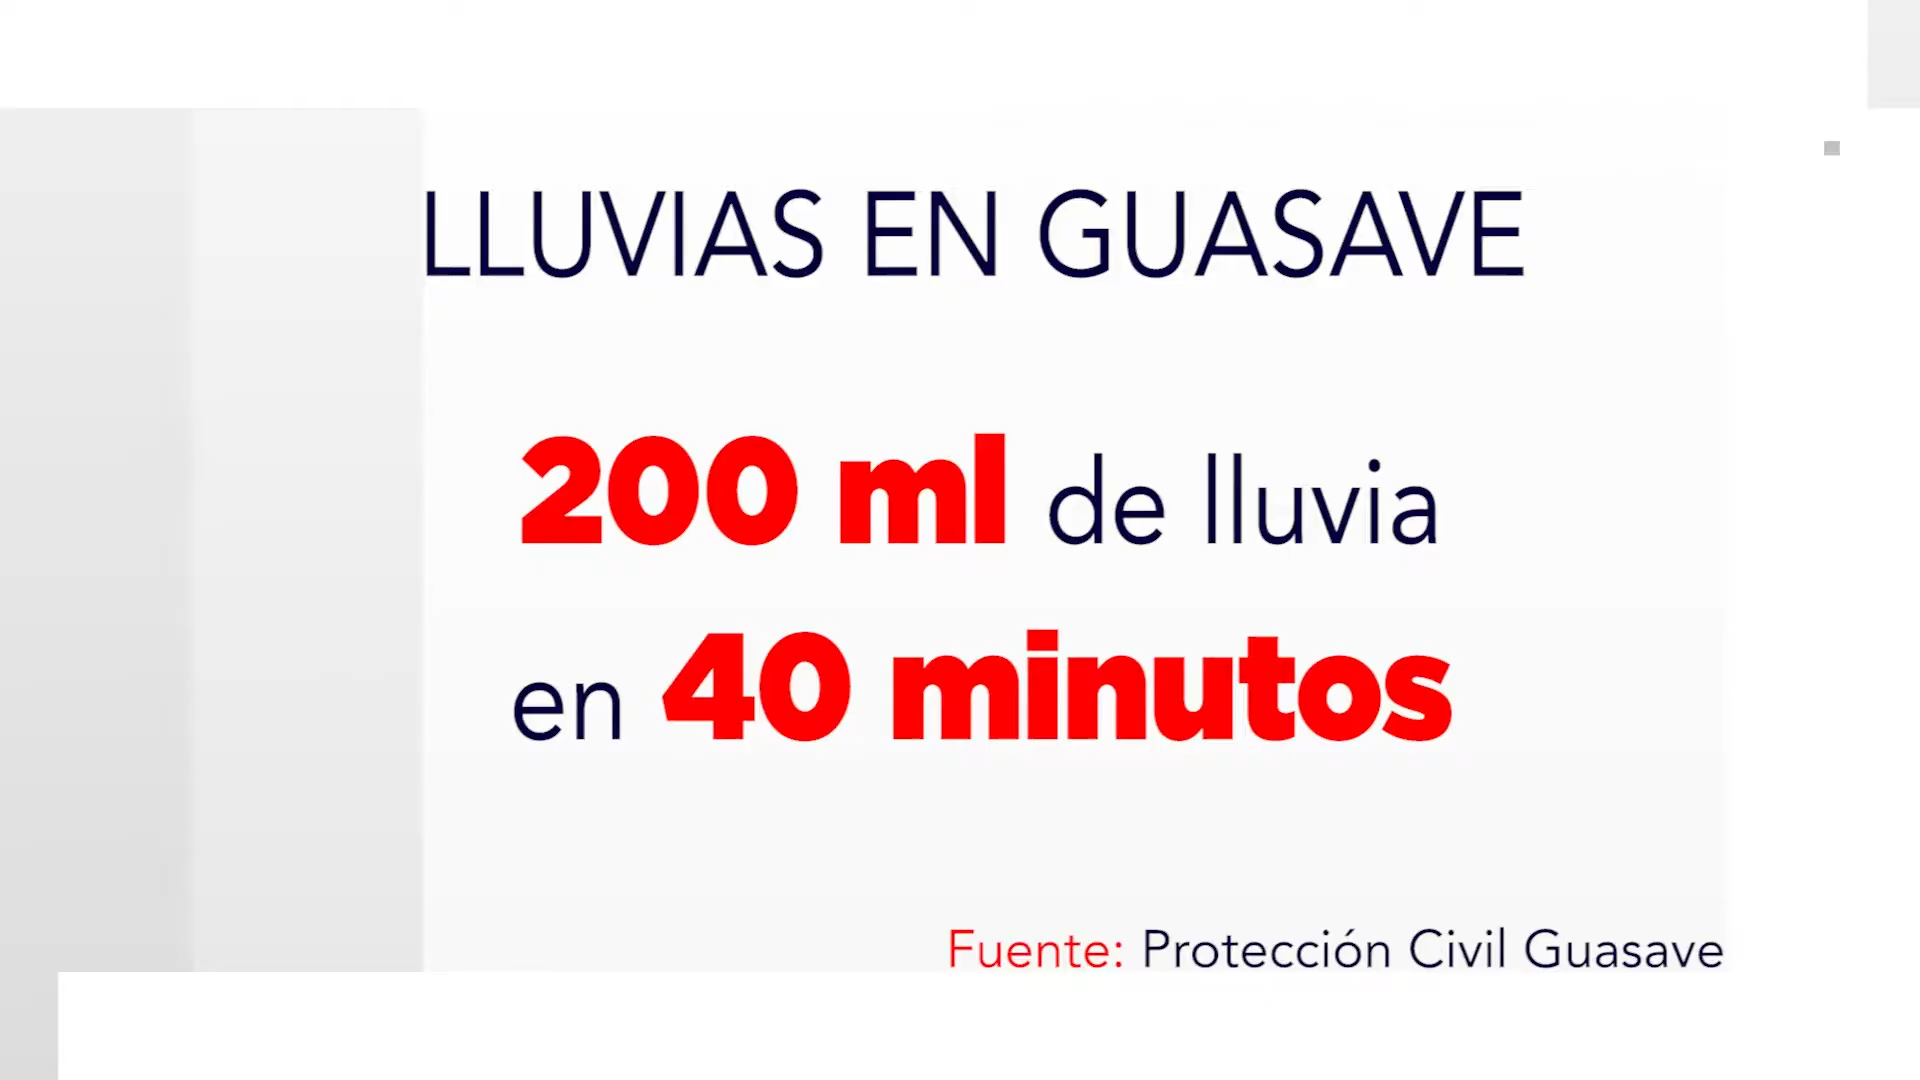 LLUVIAS EN GUASAVE
200 ml de lluvia
en 40 minutos
Fuente: Protección Civil Guasave